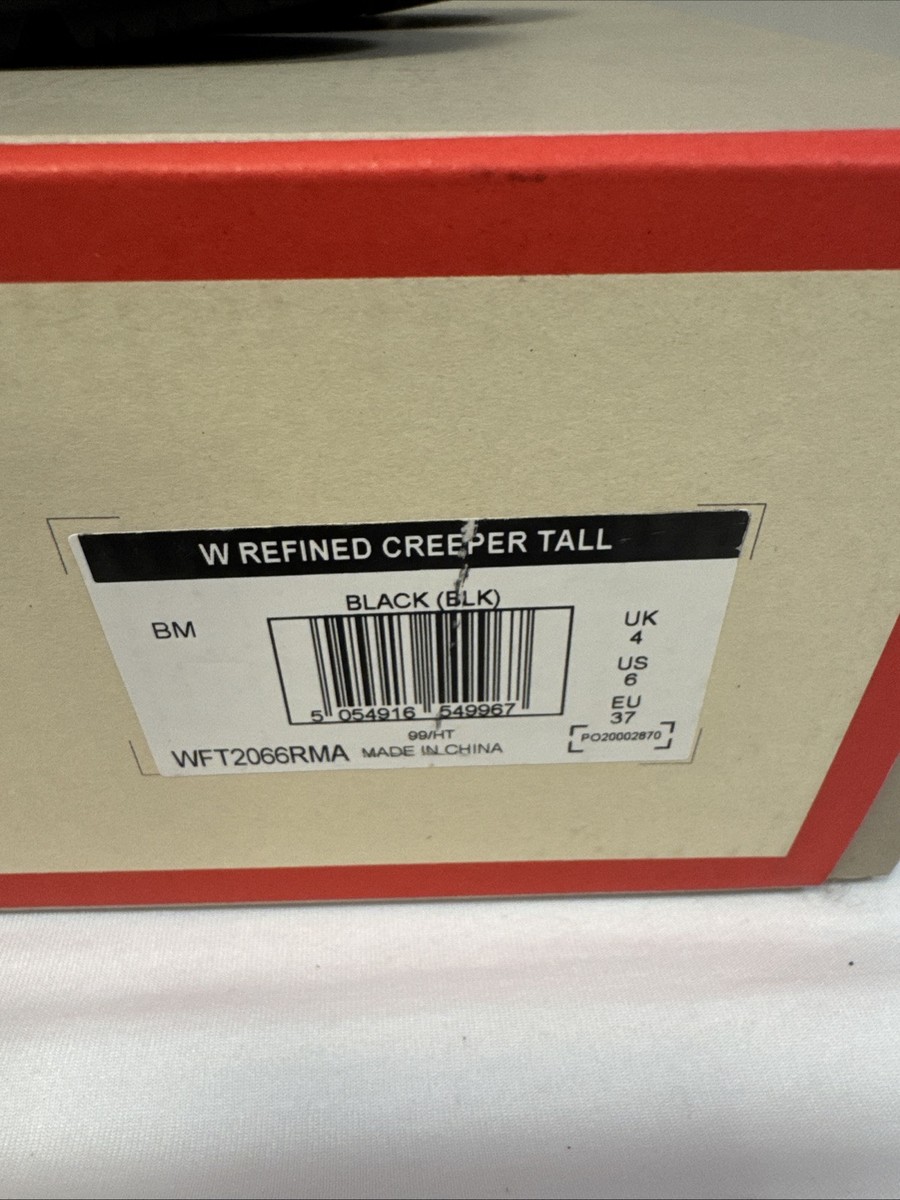 W REFINED CREEPER TALL
BLACK (BLK)
BM
5 054916 549967
UK
4
US
6
EU
37
99/HT
WFT2066RMA MADE IN CHINA
PO20002870